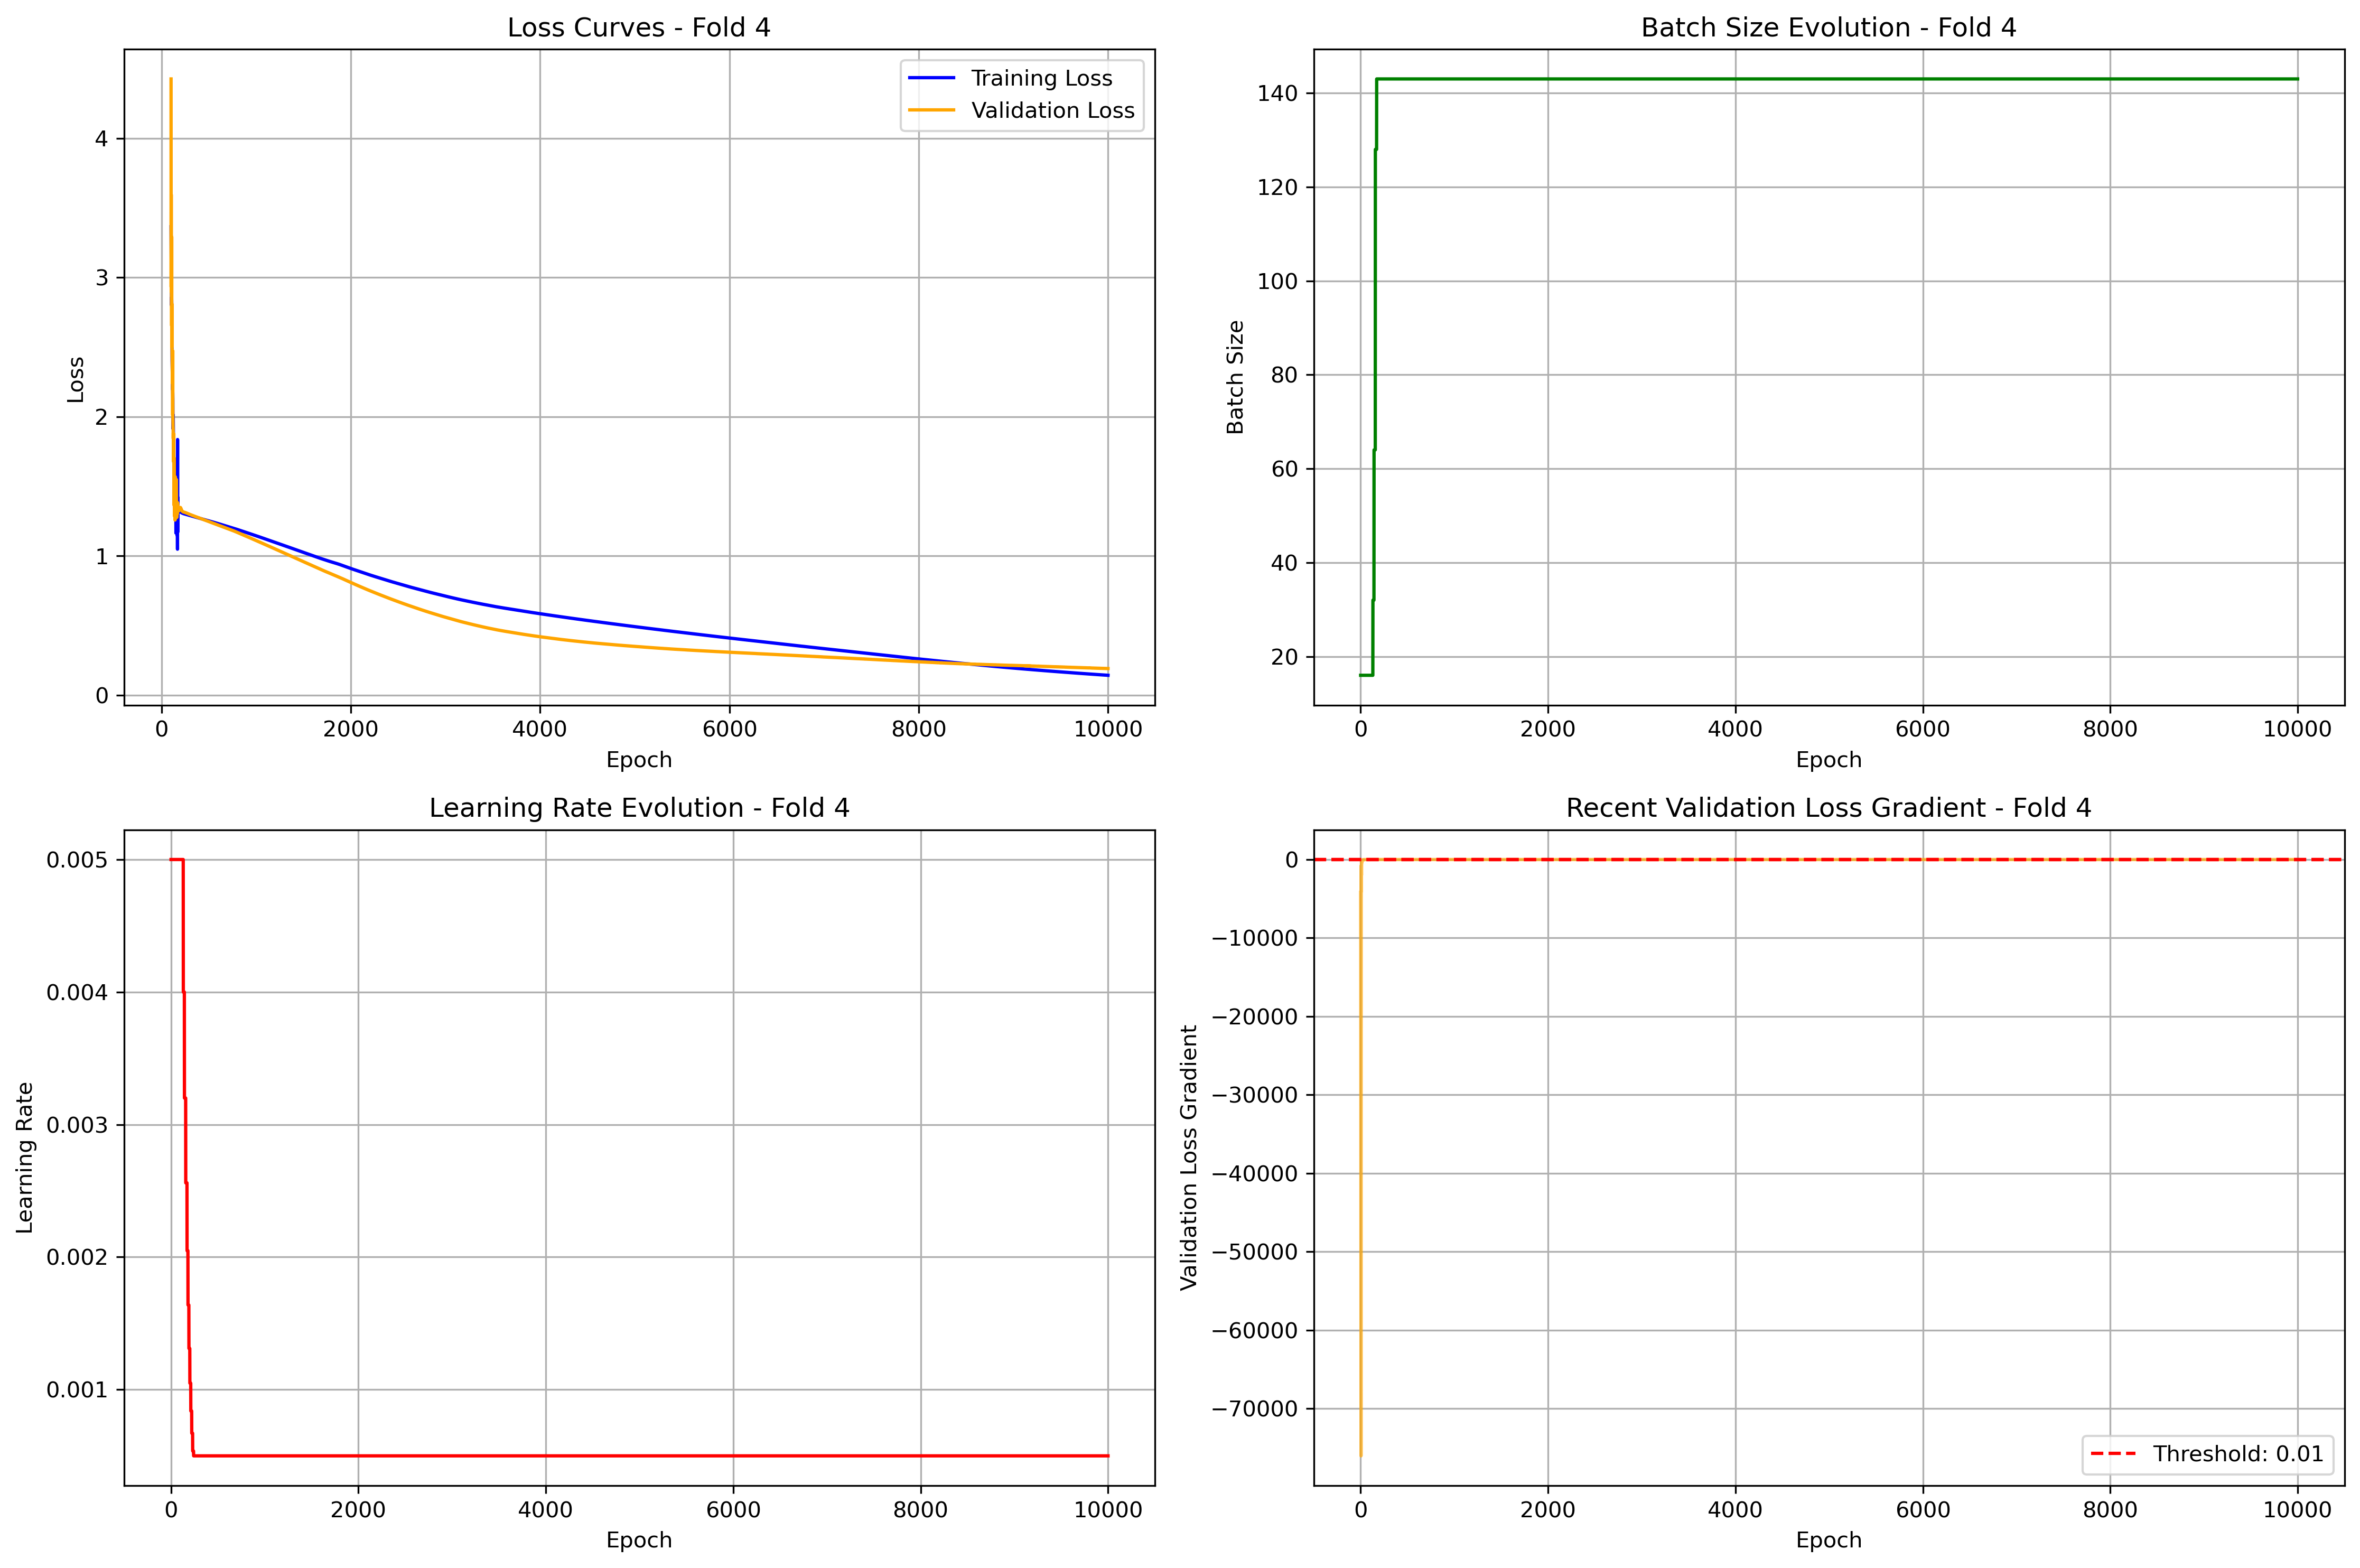 Loss Curves - Fold 4
Training Loss
Validation Loss
4
3
2
1
0
Loss
0 2000 4000 6000 8000 10000
Epoch
Batch Size Evolution - Fold 4
140
120
100
80
60
40
20
Batch Size
0 2000 4000 6000 8000 10000
Epoch
Learning Rate Evolution - Fold 4
0.005
0.004
0.003
0.002
0.001
Learning Rate
0 2000 4000 6000 8000 10000
Epoch
Recent Validation Loss Gradient - Fold 4
0
−10000
−20000
−30000
−40000
−50000
−60000
−70000
Validation Loss Gradient
Threshold: 0.01
0 2000 4000 6000 8000 10000
Epoch